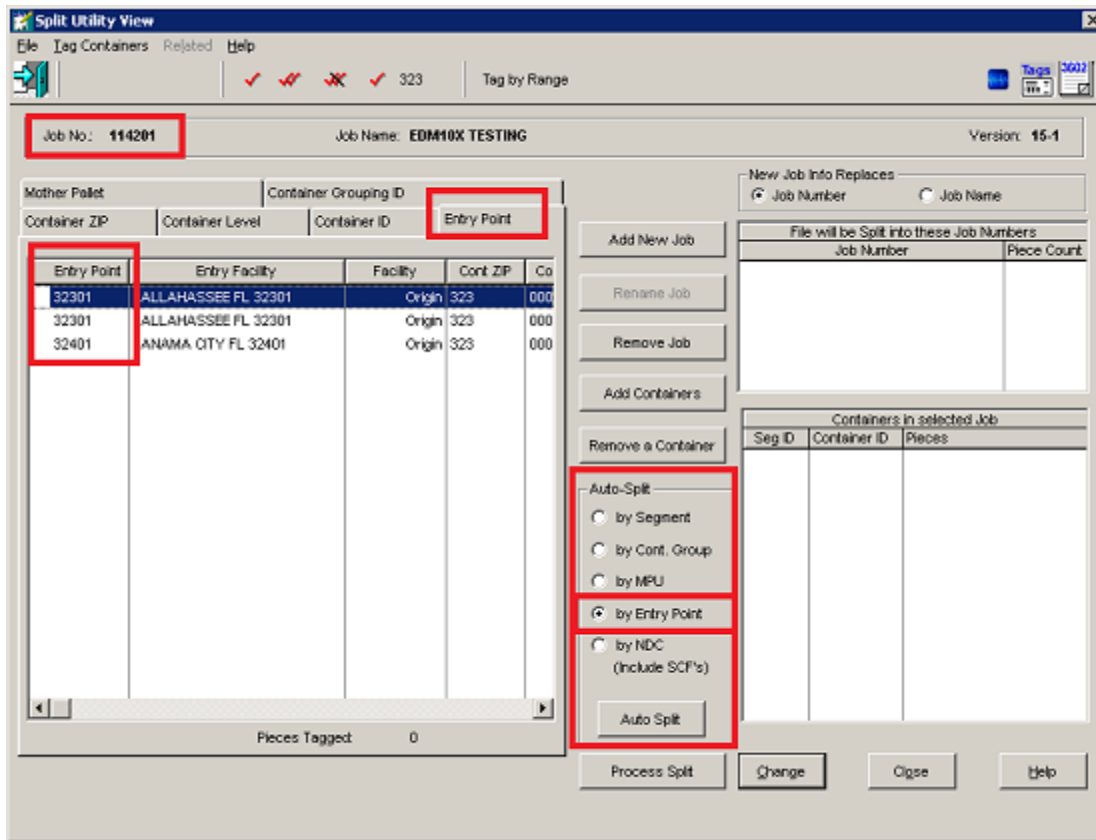 Split Utility View
File Tag Containers Related Help
323 Tag by Range
Tags 3602
Job No.: 114201 Job Name: EDM10X TESTING Version: 15-1
Mother Pallet Container Grouping ID
Container ZIP Container Level Container ID Entry Point
Entry Point Entry Facility Facility Cont ZIP Co
32301 ALLAHASSEE FL 32301 Origin 323 000
32301 ALLAHASSEE FL 32301 Origin 323 000
32401 ANAMA CITY FL 32401 Origin 323 000
Pieces Tagged: 0
Add New Job
Rename Job
Remove Job
Add Containers
Remove a Container
Auto-Split
by Segment
by Cont. Group
by MPU
by Entry Point
by NDC
(Include SCF's)
Auto Split
Process Split
New Job Info Replaces
Job Number Job Name
File will be Split into these Job Numbers
Job Number Piece Count
Containers in selected Job
Seg ID Container ID Pieces
Change Close Help